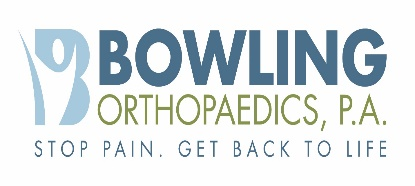 BOWLING
ORTHOPAEDICS, P.A.
STOP PAIN. GET BACK TO LIFE